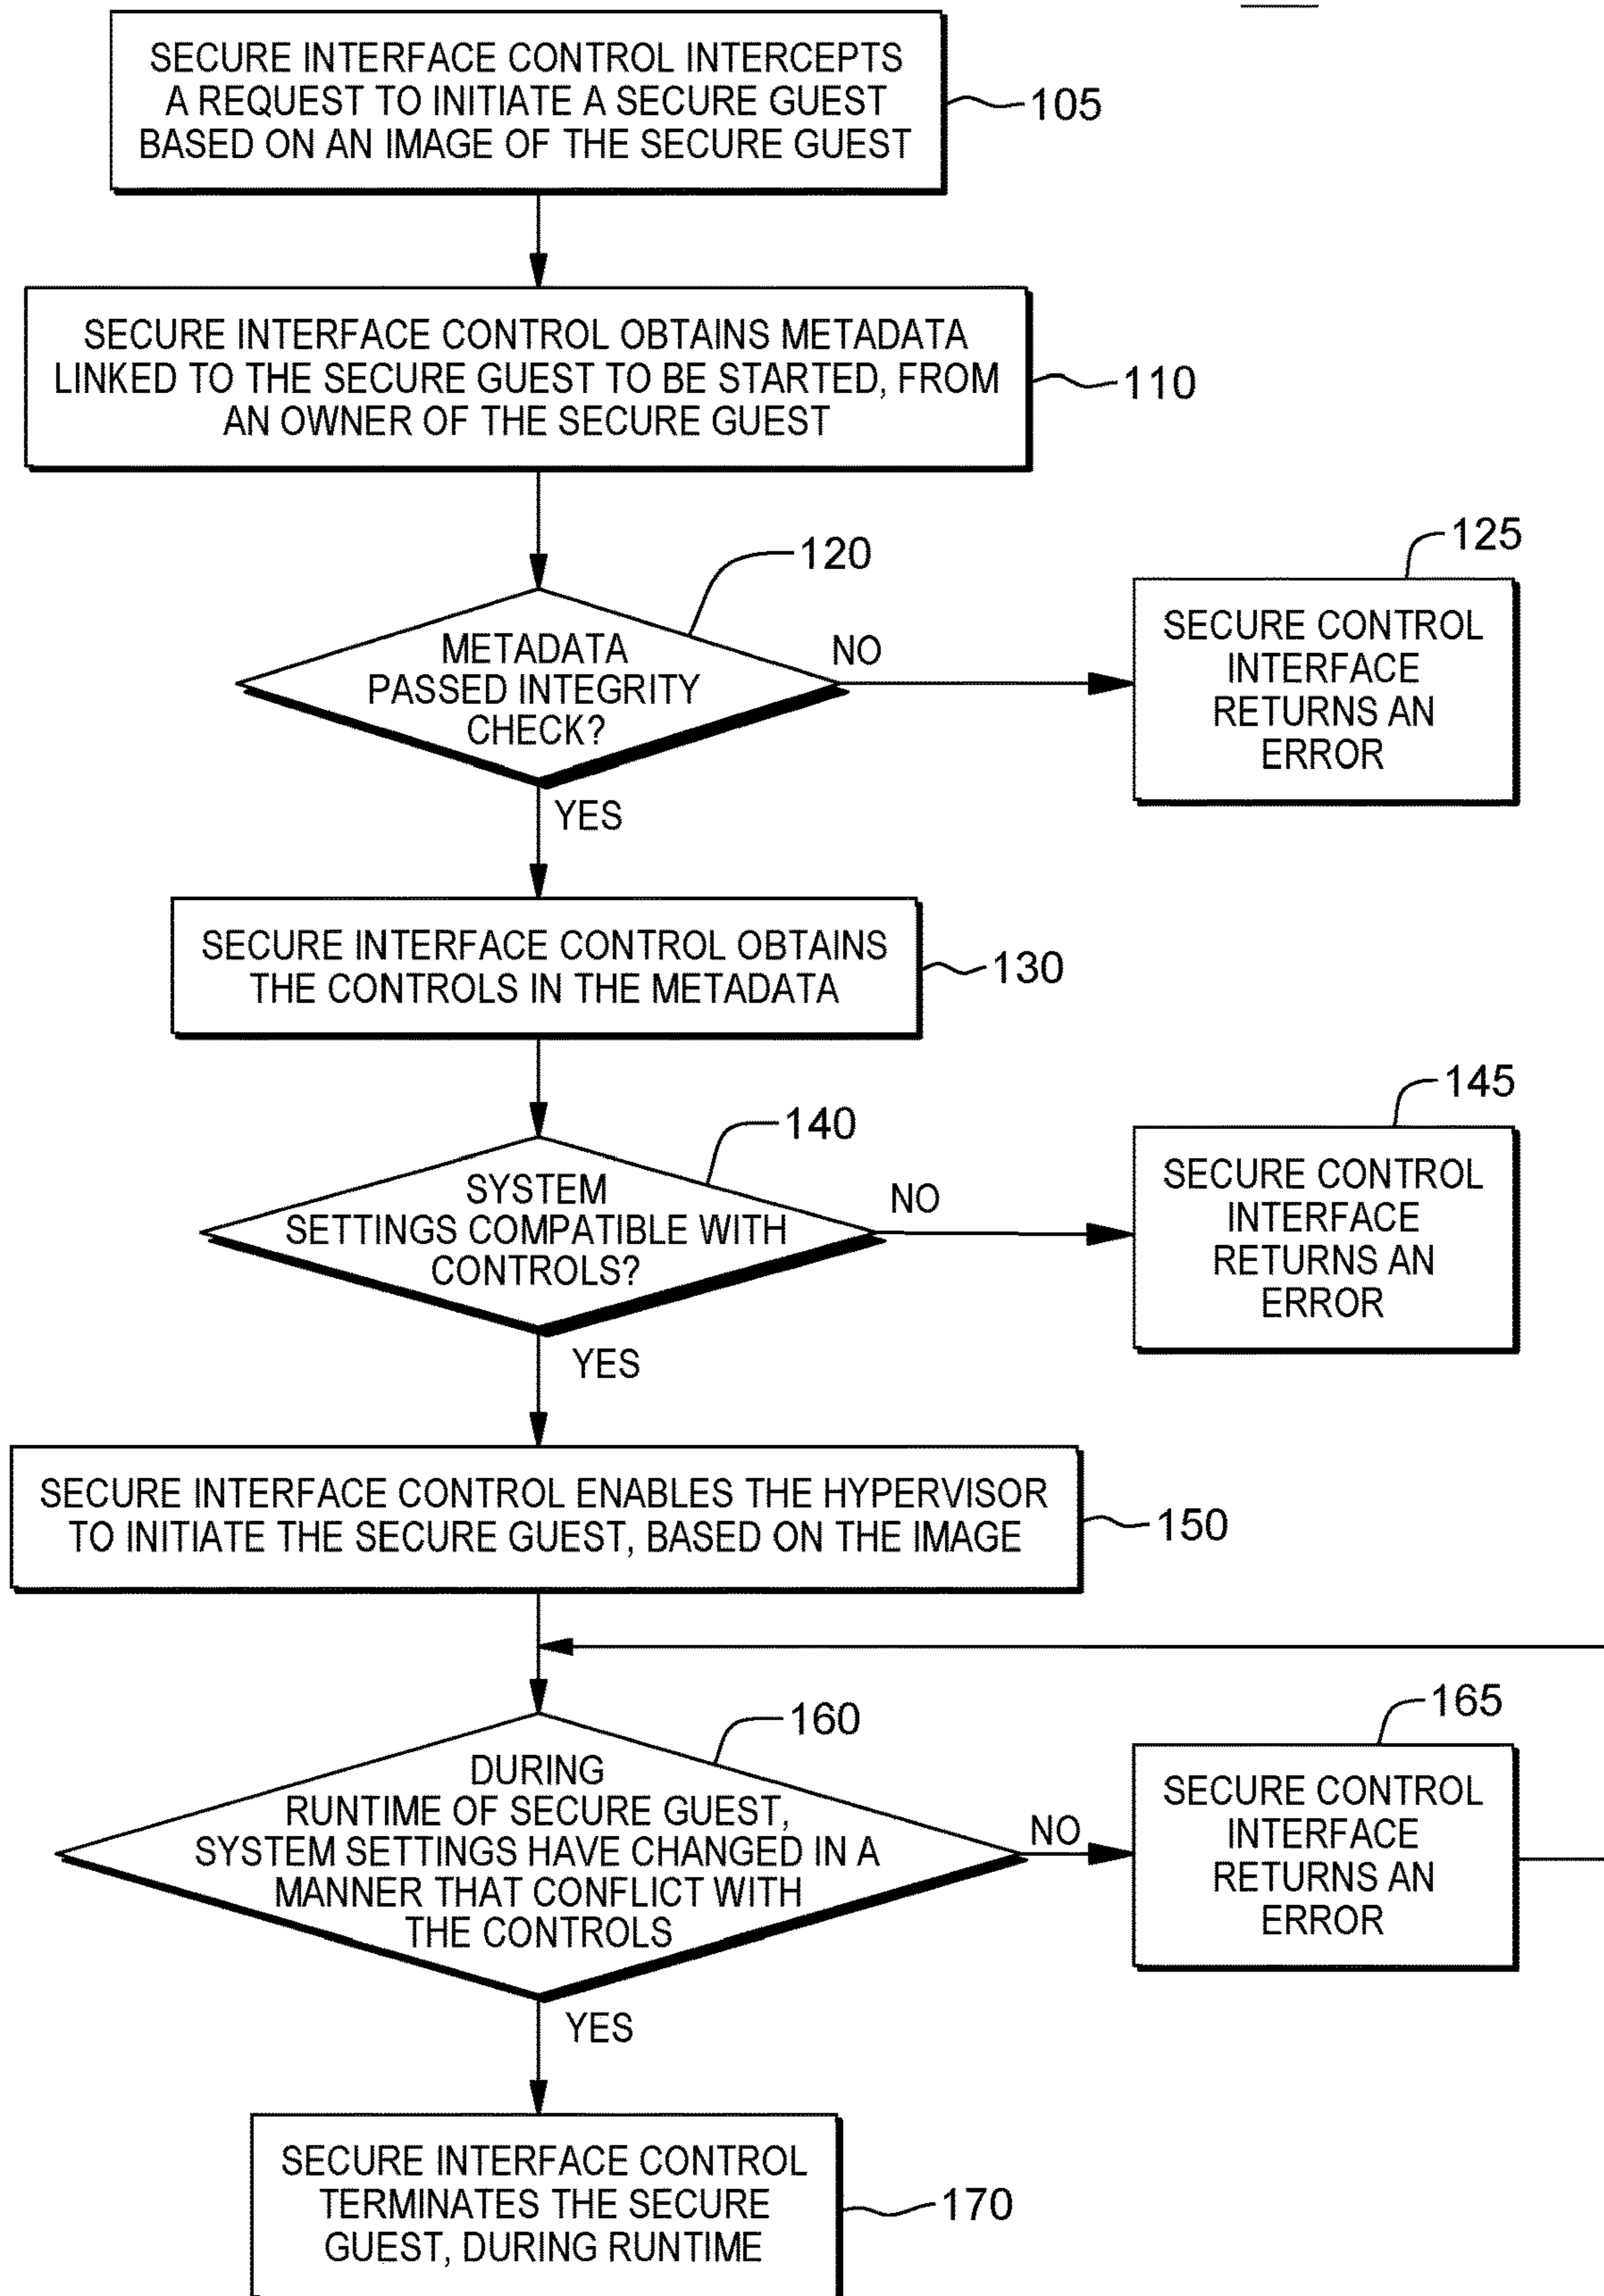 SECURE INTERFACE CONTROL INTERCEPTS
A REQUEST TO INITIATE A SECURE GUEST
BASED ON AN IMAGE OF THE SECURE GUEST
105
SECURE INTERFACE CONTROL OBTAINS METADATA
LINKED TO THE SECURE GUEST TO BE STARTED, FROM
AN OWNER OF THE SECURE GUEST
110
120
METADATA
PASSED INTEGRITY
CHECK?
NO
125
SECURE CONTROL
INTERFACE
RETURNS AN
ERROR
YES
SECURE INTERFACE CONTROL OBTAINS
THE CONTROLS IN THE METADATA
130
140
SYSTEM
SETTINGS COMPATIBLE WITH
CONTROLS?
NO
145
SECURE CONTROL
INTERFACE
RETURNS AN
ERROR
YES
SECURE INTERFACE CONTROL ENABLES THE HYPERVISOR
TO INITIATE THE SECURE GUEST, BASED ON THE IMAGE
150
160
DURING
RUNTIME OF SECURE GUEST,
SYSTEM SETTINGS HAVE CHANGED IN A
MANNER THAT CONFLICT WITH
THE CONTROLS
NO
165
SECURE CONTROL
INTERFACE
RETURNS AN
ERROR
YES
SECURE INTERFACE CONTROL
TERMINATES THE SECURE
GUEST, DURING RUNTIME
170